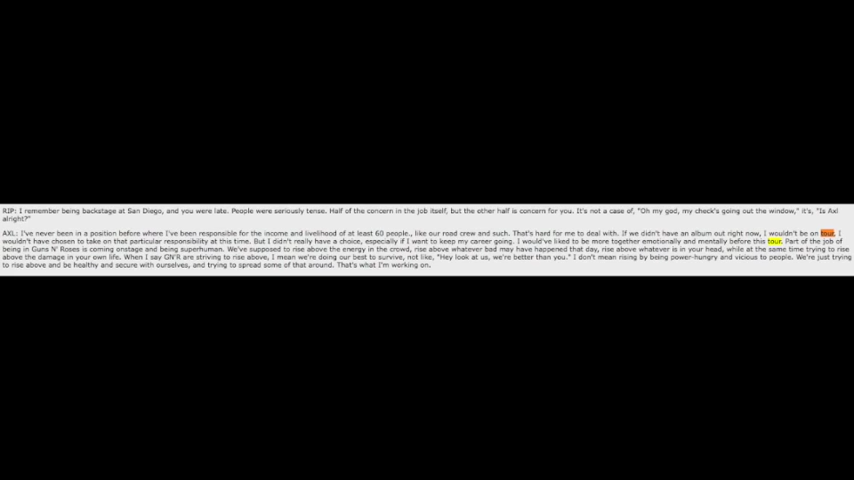 RIP: I remember being backstage at San Diego, and you were late. People were seriously tense. Half of the concern in the job itself, but the other half is concern for you. It's not a case of, "Oh my god, my check's going out the window," it's, "Is Axl
alright?"
AXL: I've never been in a position before where I've been responsible for the income and livelihood of at least 60 people., like our road crew and such. That's hard for me to deal with. If we didn't have an album out right now, I wouldn't be on tour, I
wouldn't have chosen to take on that particular responsibility at this time. But I didn't really have a choice, especially if I want to keep my career going. I would've liked to be more together emotionally and mentally before this tour. Part of the job of
being in Guns N' Roses is coming onstage and being superhuman. We've supposed to rise above the energy in the crowd, rise above whatever bad may have happened that day, rise above whatever is in your head, while at the same time trying to rise
above the damage in your own life. When I say GN'R are striving to rise above, I mean we're doing our best to survive, not like, "Hey look at us, we're better than you." I don't mean rising by being power-hungry and vicious to people. We're just trying
to rise above and be healthy and secure with ourselves, and trying to spread some of that around. That's what I'm working on.